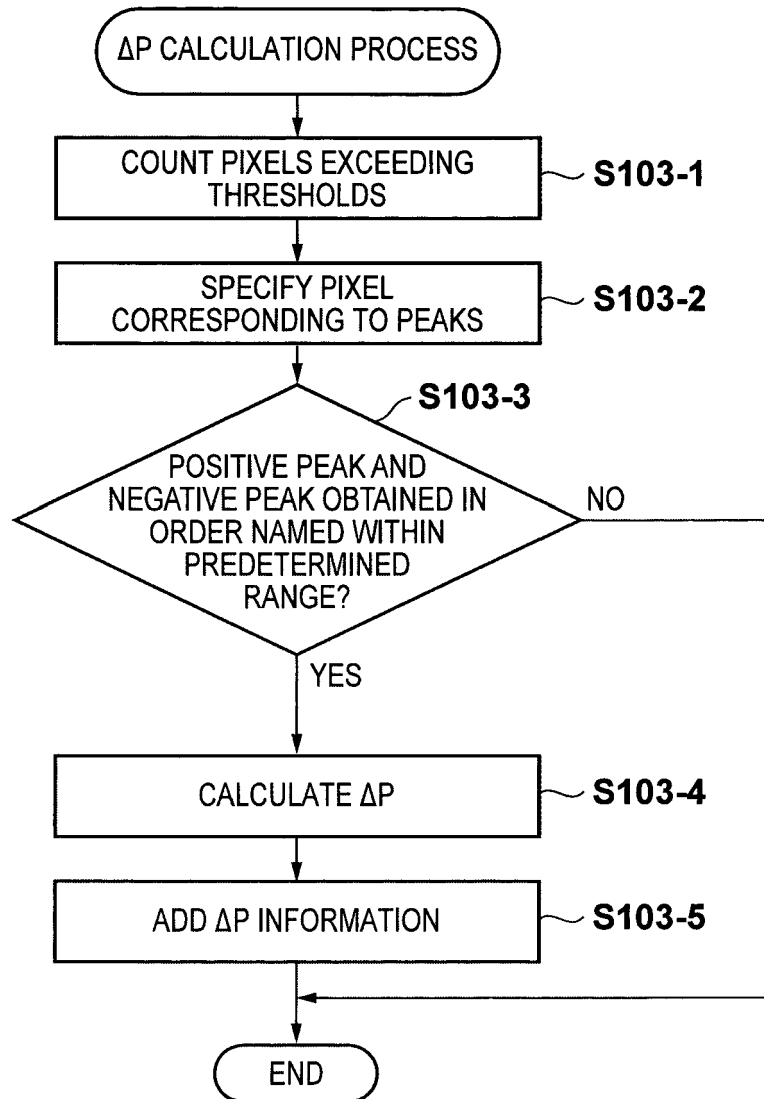 ΔP CALCULATION PROCESS
COUNT PIXELS EXCEEDING
THRESHOLDS
S103-1
SPECIFY PIXEL
CORRESPONDING TO PEAKS
S103-2
S103-3
POSITIVE PEAK AND
NEGATIVE PEAK OBTAINED IN
ORDER NAMED WITHIN
PREDETERMINED
RANGE?
NO
YES
CALCULATE ΔP
S103-4
ADD ΔP INFORMATION
S103-5
END